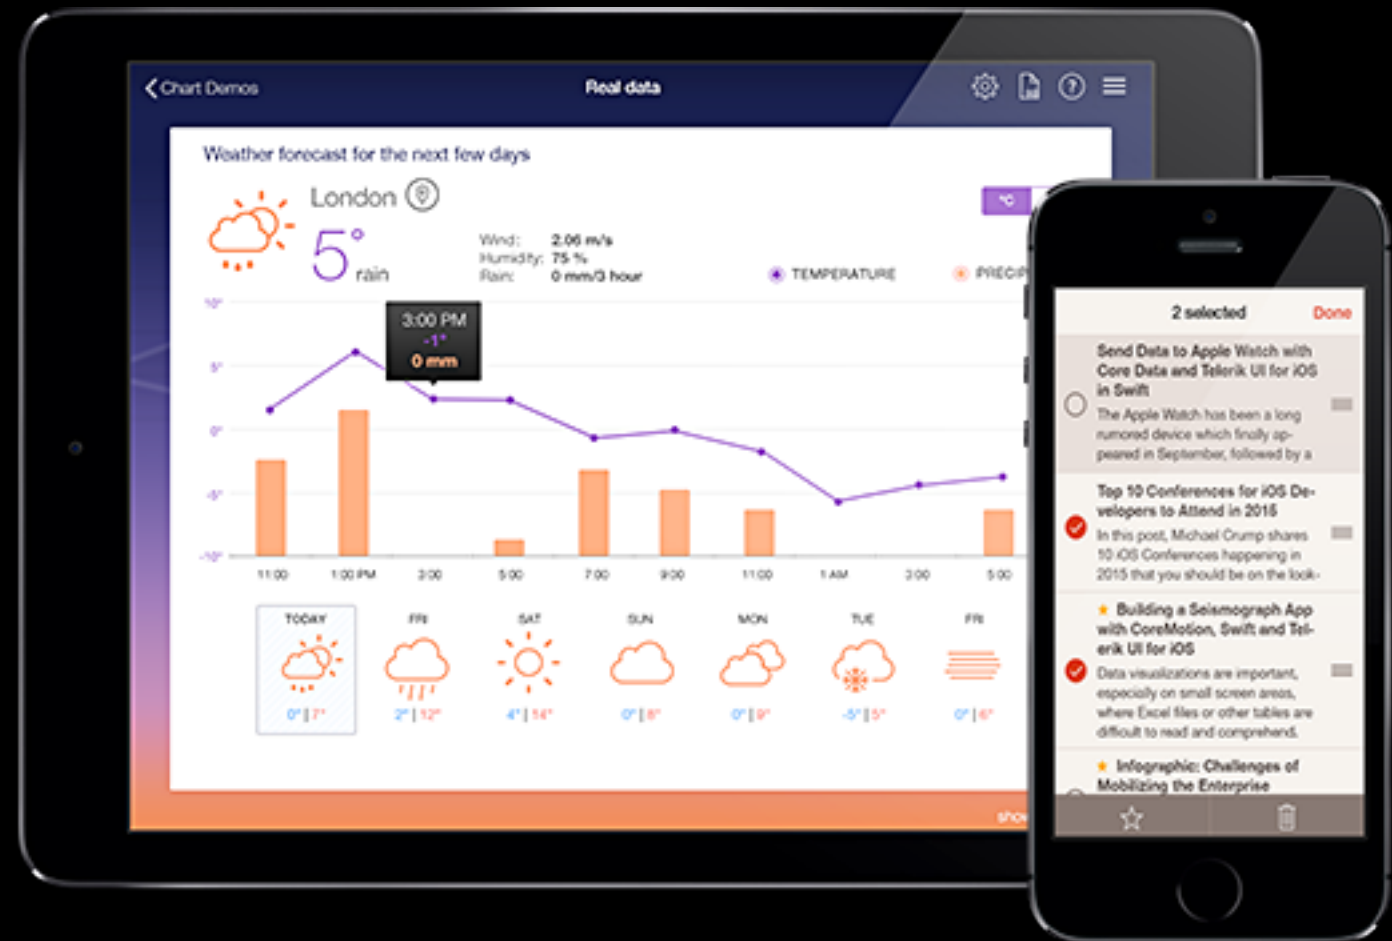 Chart Demos
Real data
Weather forecast for the next few days
London
°C
5°
rain
Wind: 2.06 m/s
Humidity: 75 %
Rain: 0 mm/3 hour
TEMPERATURE
PRECIP
3:00 PM
-1°
0 mm
10°
5°
0°
-5°
-10°
11:00 1:00 PM 3:00 5:00 7:00 9:00 11:00 1 AM 3:00 5:00
TODAY FRI SAT SUN MON TUE FRI
0°|7° 2°|12° 4°|14° 0°|8° 0°|9° -5°|5° 0°|6°
show
2 selected
Done
Send Data to Apple Watch with
Core Data and Telerik UI for iOS
in Swift
The Apple Watch has been a long
rumored device which finally ap-
peared in September, followed by a
Top 10 Conferences for iOS De-
velopers to Attend in 2015
In this post, Michael Crump shares
10 iOS Conferences happening in
2015 that you should be on the look-
Building a Seismograph App
with CoreMotion, Swift and Tel-
erik UI for iOS
Data visualizations are important,
especially on small screen areas,
where Excel files or other tables are
difficult to read and comprehend.
Infographic: Challenges of
Mobilizing the Enterprise